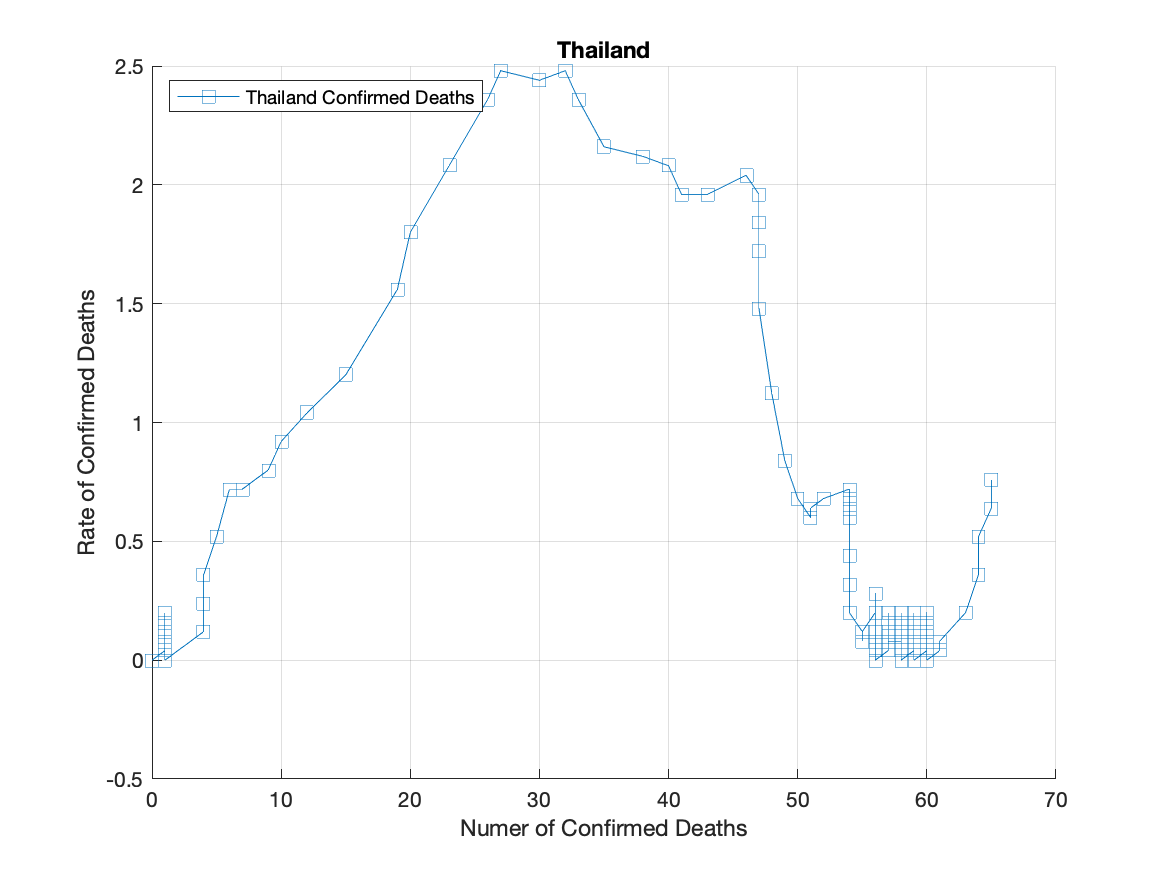 Thailand
Thailand Confirmed Deaths
2.5
2
1.5
1
0.5
0
-0.5
Rate of Confirmed Deaths
0 10 20 30 40 50 60 70
Numer of Confirmed Deaths